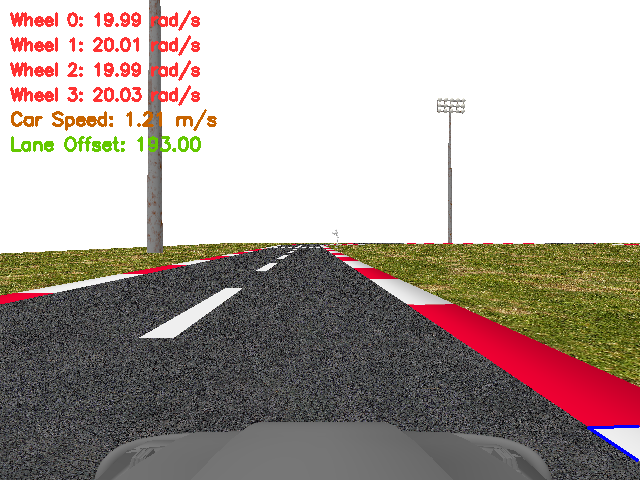 Wheel 0: 19.99 rad/s
Wheel 1: 20.01 rad/s
Wheel 2: 19.99 rad/s
Wheel 3: 20.03 rad/s
Car Speed: 1.21 m/s
Lane Offset: 193.00